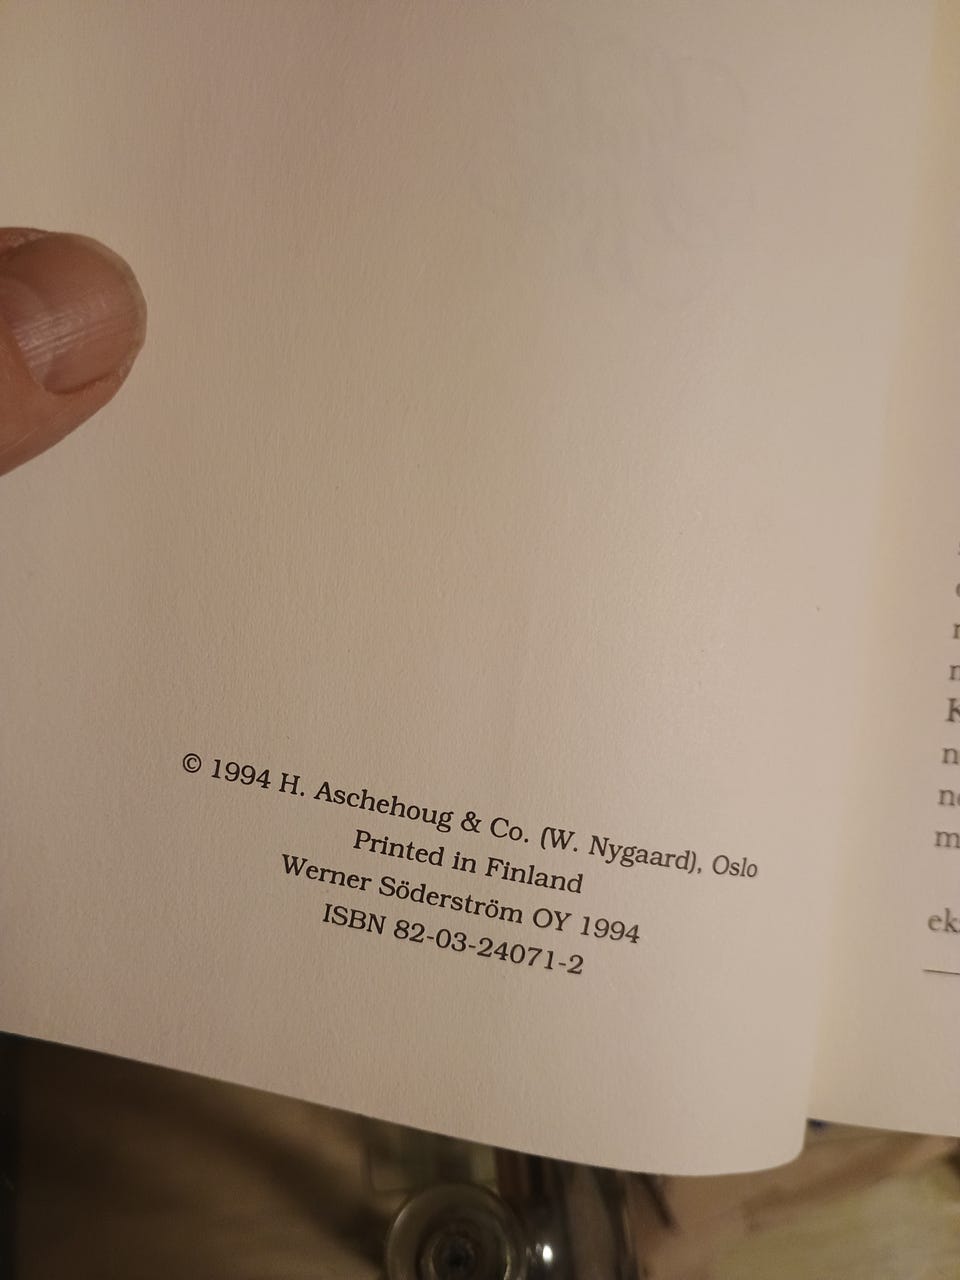 © 1994 H. Aschehoug & Co. (W. Nygaard), Oslo
Printed in Finland
Werner Söderström OY 1994
ISBN 82-03-24071-2